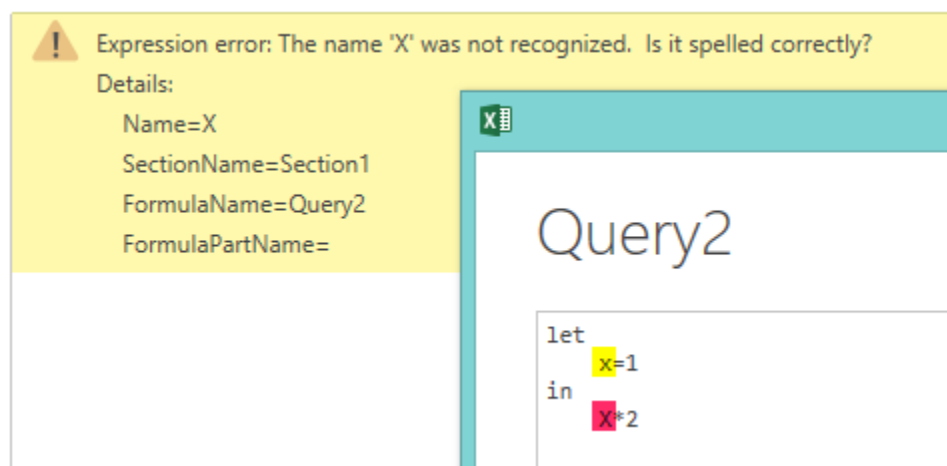 Expression error: The name 'X' was not recognized.  Is it spelled correctly?
Details:
Name=X
SectionName=Section1
FormulaName=Query2
FormulaPartName=
Query2
let
x=1
in
X*2